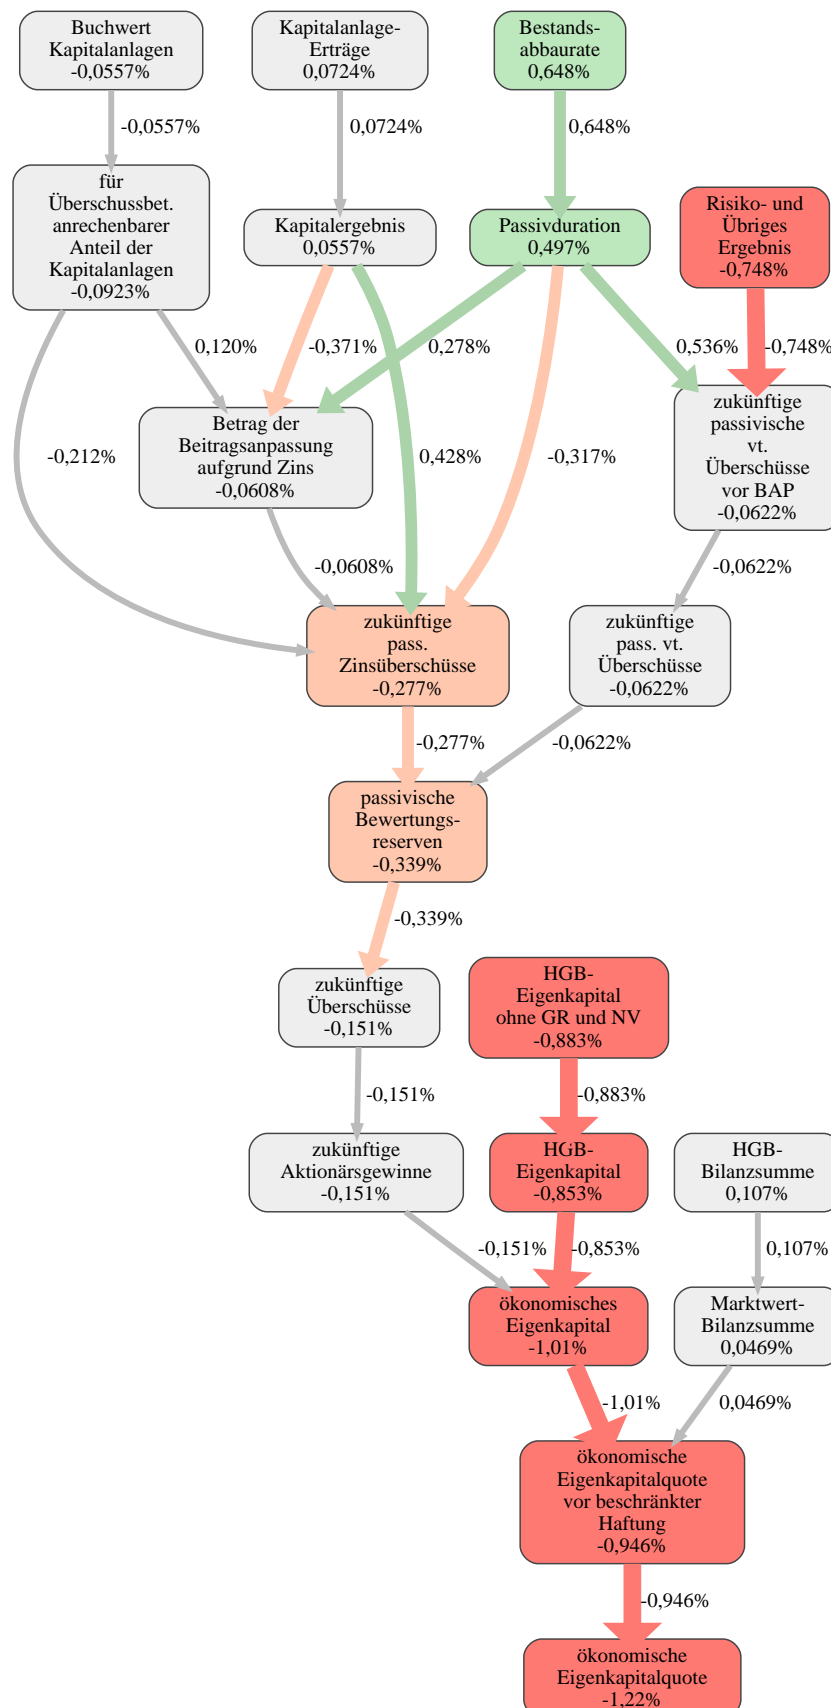 Buchwert
Kapitalanlagen
-0,0557%
Kapitalanlage-
Erträge
0,0724%
Bestands-
abbaurate
0,648%
-0,0557%
0,0724%
0,648%
für
Überschussbet.
anrechenbarer
Anteil der
Kapitalanlagen
-0,0923%
Kapitalergebnis
0,0557%
Passivduration
0,497%
Risiko- und
Übriges
Ergebnis
-0,748%
0,120%
-0,371%
0,278%
0,536%
-0,748%
Betrag der
Beitragsanpassung
aufgrund Zins
-0,0608%
zukünftige
passivische
vt.
Überschüsse
vor BAP
-0,0622%
-0,212%
0,428%
-0,317%
-0,0608%
-0,0622%
zukünftige
pass.
Zinsüberschüsse
-0,277%
zukünftige
pass. vt.
Überschüsse
-0,0622%
-0,277%
-0,0622%
passivische
Bewertungs-
reserven
-0,339%
-0,339%
zukünftige
Überschüsse
-0,151%
HGB-
Eigenkapital
ohne GR und NV
-0,883%
-0,151%
-0,883%
zukünftige
Aktionärsgewinne
-0,151%
HGB-
Eigenkapital
-0,853%
HGB-
Bilanzsumme
0,107%
-0,151%
-0,853%
0,107%
ökonomisches
Eigenkapital
-1,01%
Marktwert-
Bilanzsumme
0,0469%
-1,01%
0,0469%
ökonomische
Eigenkapitalquote
vor beschränkter
Haftung
-0,946%
-0,946%
ökonomische
Eigenkapitalquote
-1,22%